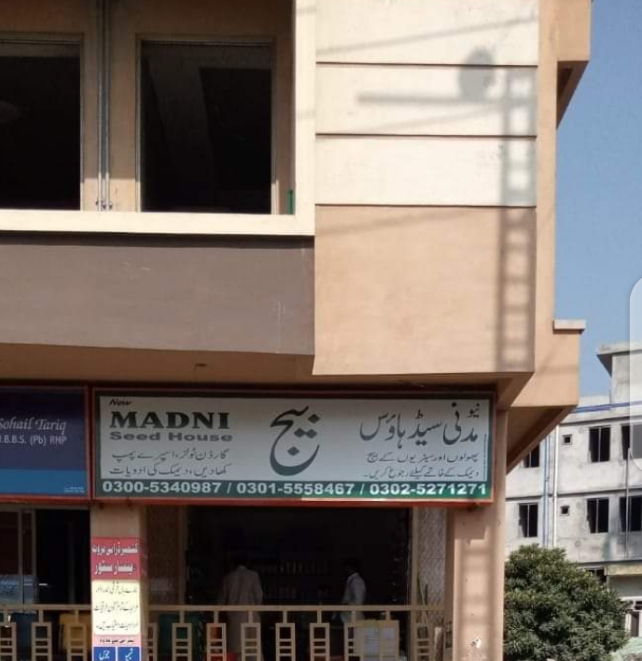 Sohail Tariq
M.B.B.S. (Pb) RMP
New
MADNI
Seed House
گارڈن ٹولز، اسپرے پمپ
کھادیں، دیمک کی ادویات
بیج
نیو
مدنی سیڈ ہاؤس
پھولوں اور سبزیوں کے بیج
دیمک کے خاتمے کیلئے رجوع کریں۔
0300-5340987 / 0301-5558467 / 0302-5271271
پنسار سٹور